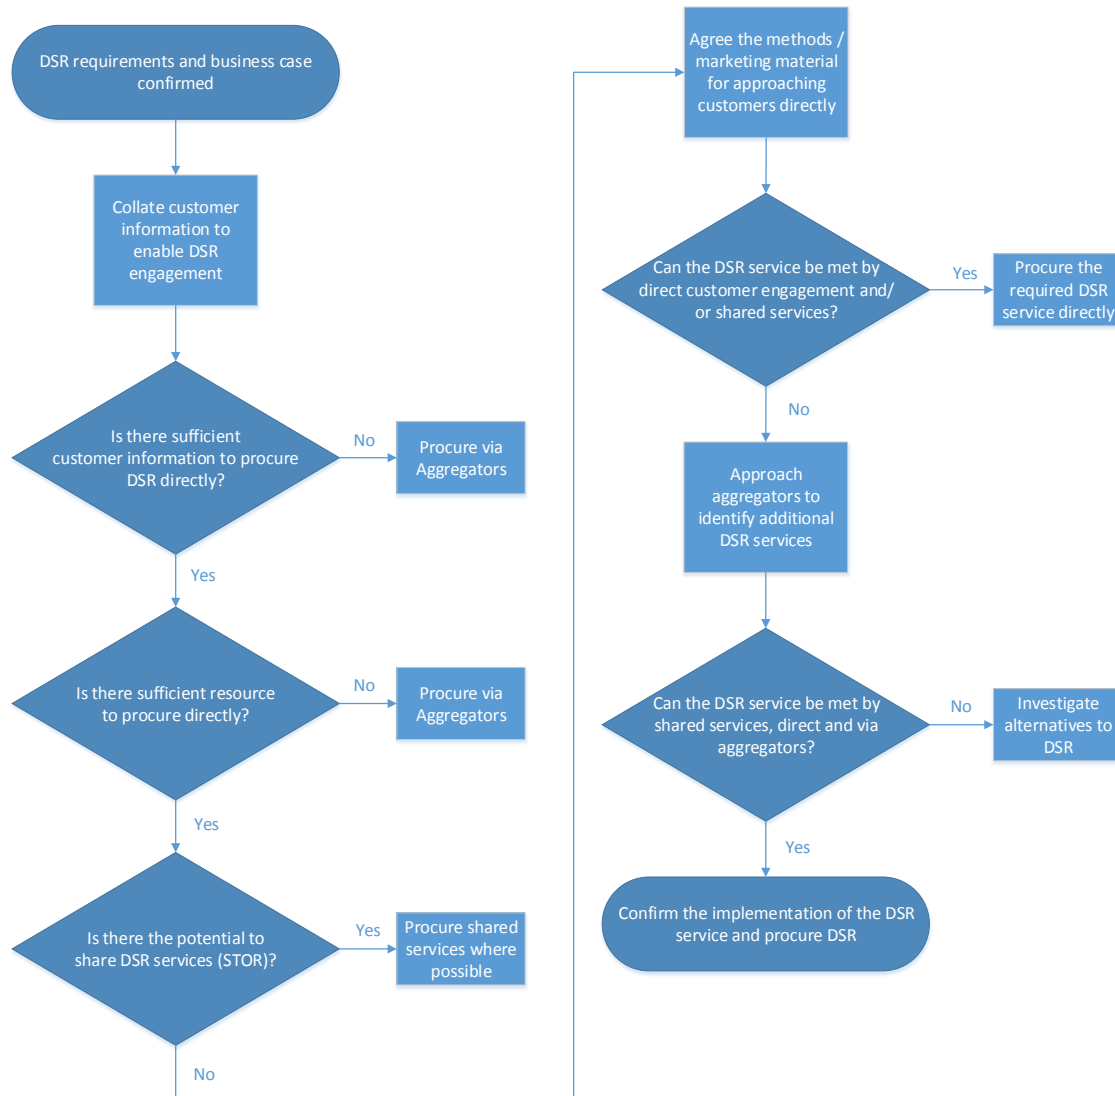 DSR requirements and business case
confirmed
Collate customer
information to
enable DSR
engagement
Is there sufficient
customer information to procure
DSR directly?
No
Procure via
Aggregators
Yes
Is there sufficient resource
to procure directly?
No
Procure via
Aggregators
Yes
Is there the potential to
share DSR services (STOR)?
Yes
Procure shared
services where
possible
No
Agree the methods /
marketing material
for approaching
customers directly
Can the DSR service be met by
direct customer engagement and/
or shared services?
Yes
Procure the
required DSR
service directly
No
Approach
aggregators to
identify additional
DSR services
Can the DSR service be met by
shared services, direct and via
aggregators?
No
Investigate
alternatives to
DSR
Yes
Confirm the implementation of the DSR
service and procure DSR